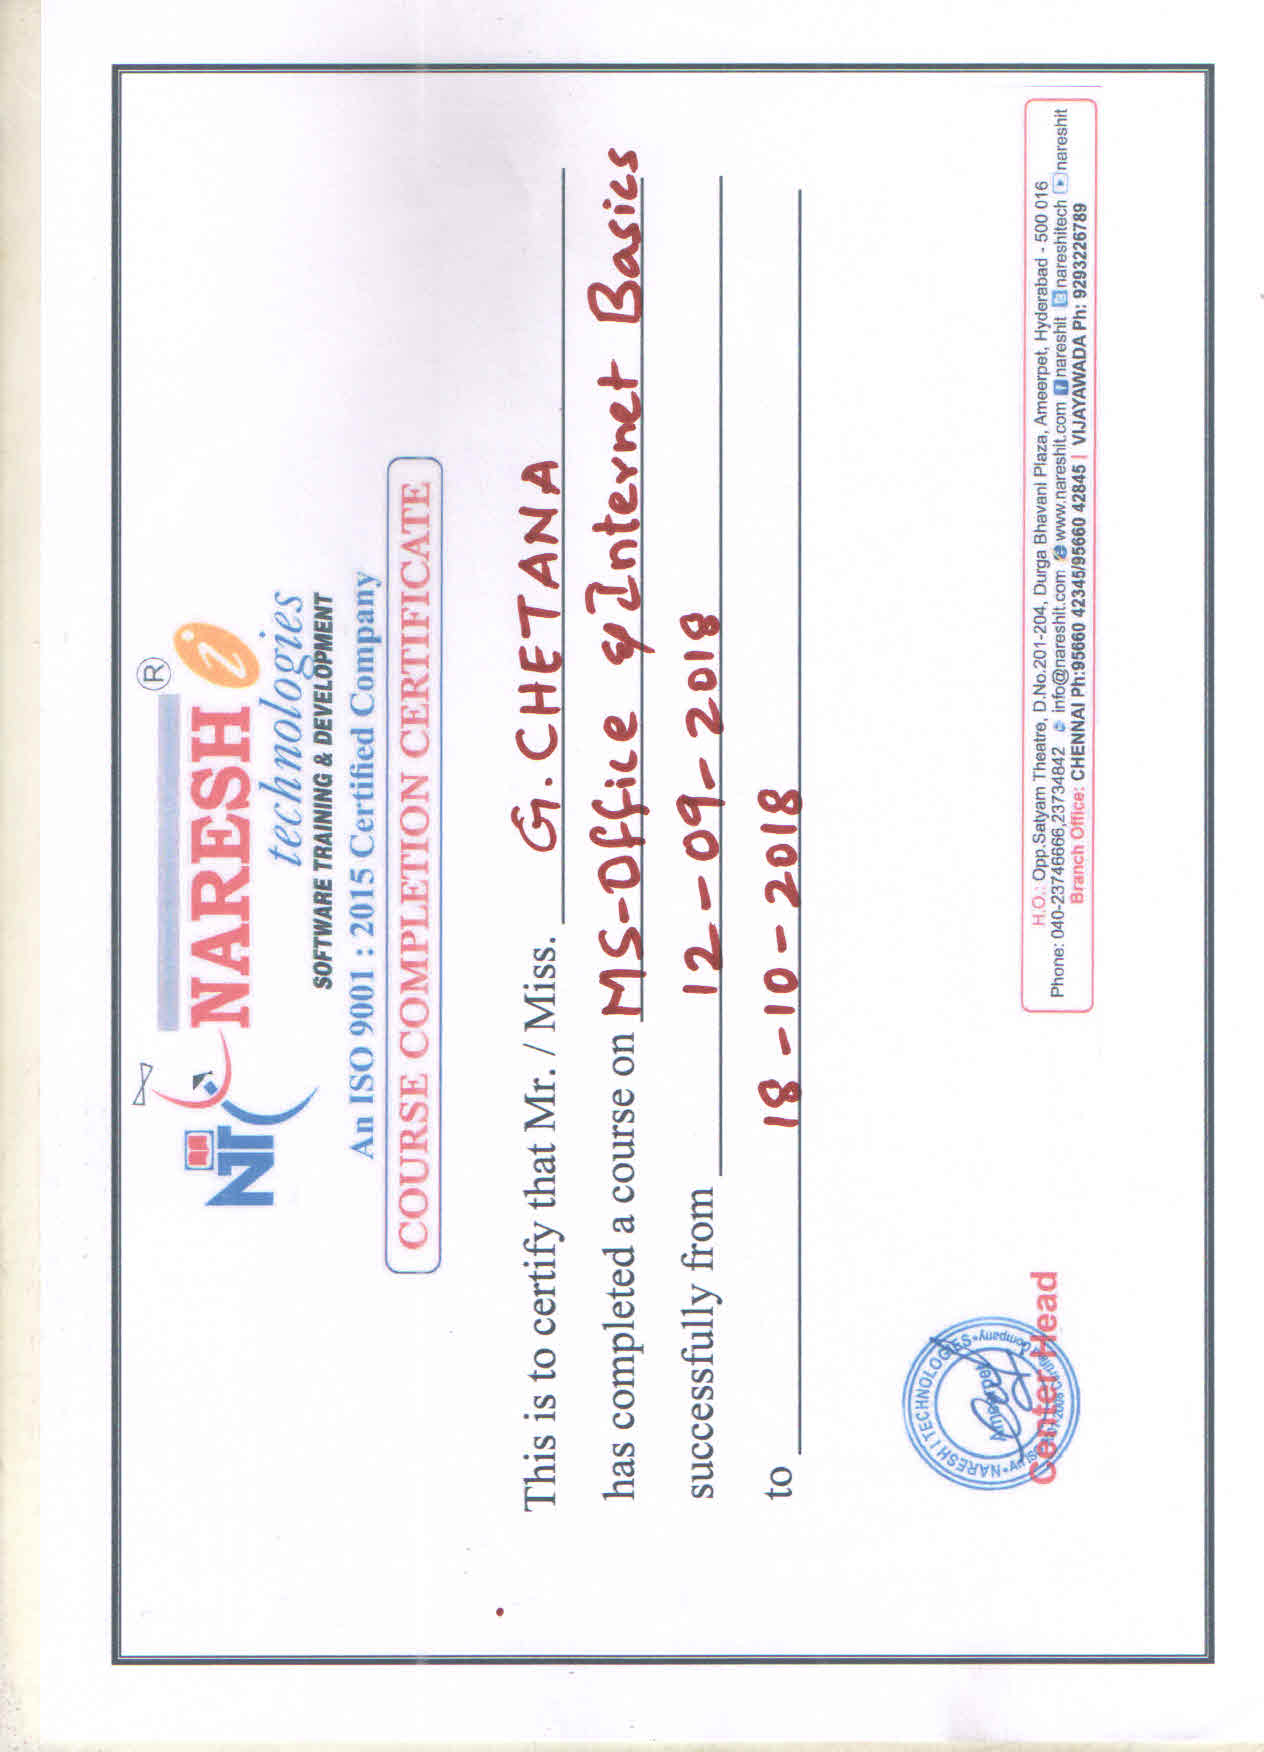 NIT
®
NARESH i
technologies
SOFTWARE TRAINING & DEVELOPMENT
An ISO 9001 : 2015 Certified Company
COURSE COMPLETION CERTIFICATE
This is to certify that Mr. / Miss. G. CHETANA
has completed a course on MS-Office & Internet Basics
successfully from 12-09-2018
to 18-10-2018
NARESH I TECHNOLOGIES
Ameerpet
An ISO 9001-2008 Certified Company
Center Head
H.O.: Opp.Satyam Theatre, D.No.201-204, Durga Bhavani Plaza, Ameerpet, Hyderabad - 500 016
Phone: 040-23746666,23734842 info@nareshit.com www.nareshit.com nareshit nareshitech nareshit
Branch Office: CHENNAI Ph:95660 42345/95660 42845 | VIJAYAWADA Ph: 9293226789